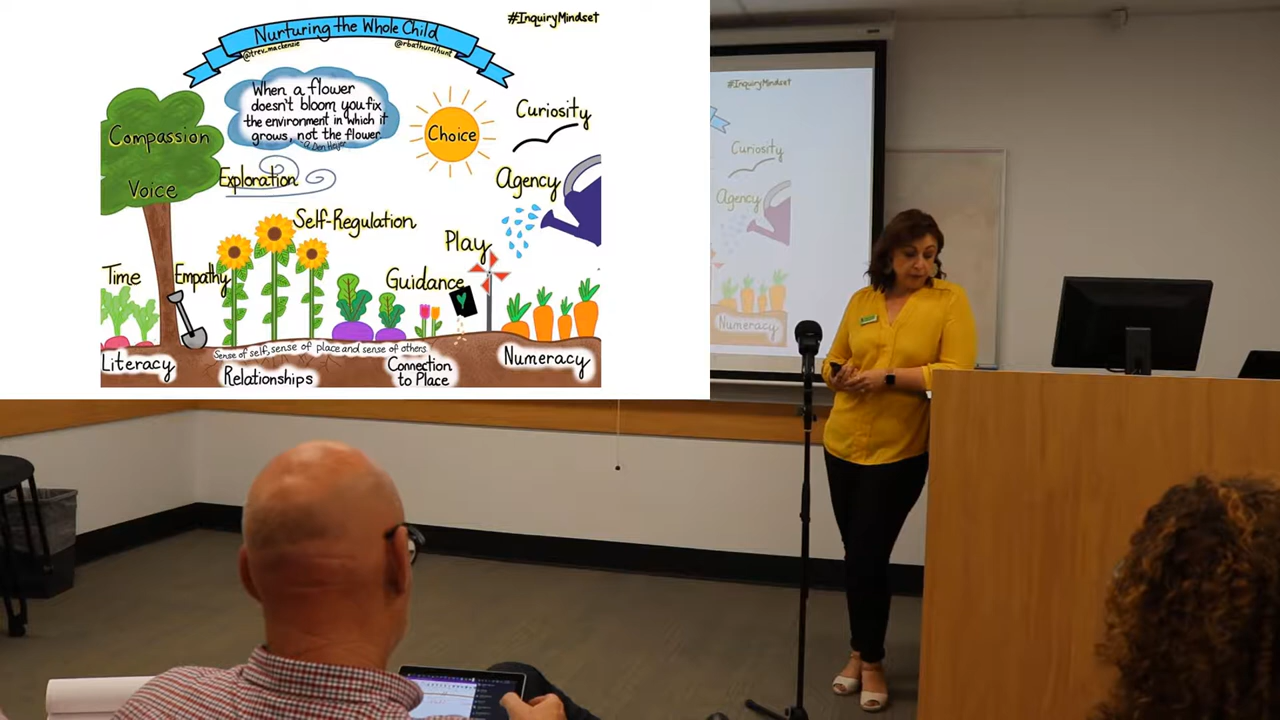 Nurturing the Whole Child
#InquiryMindset
@trev_mackenzie
@rbathursthunt
When a flower
doesn't bloom you fix
the environment in which it
grows, not the flower
-A. Den Heijer
Compassion
Voice
Choice
Curiosity
Exploration
Agency
Self-Regulation
Play
Time
Empathy
Guidance
Sense of self, sense of place and sense of others.
Literacy
Relationships
Connection
to Place
Numeracy
#InquiryMindset
Curiosity
Agency
Numeracy